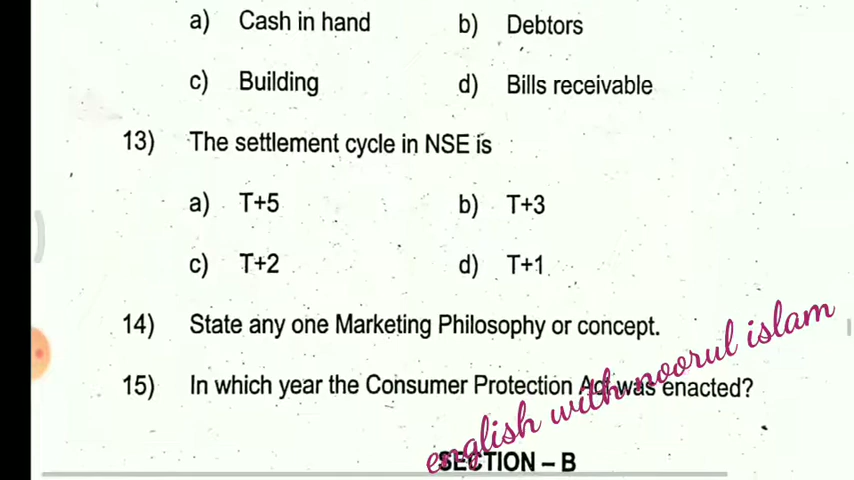 a) Cash in hand b) Debtors
c) Building d) Bills receivable
13) The settlement cycle in NSE is
a) T+5 b) T+3
c) T+2 d) T+1
14) State any one Marketing Philosophy or concept.
15) In which year the Consumer Protection Act was enacted?
english with noorul islam
SECTION – B